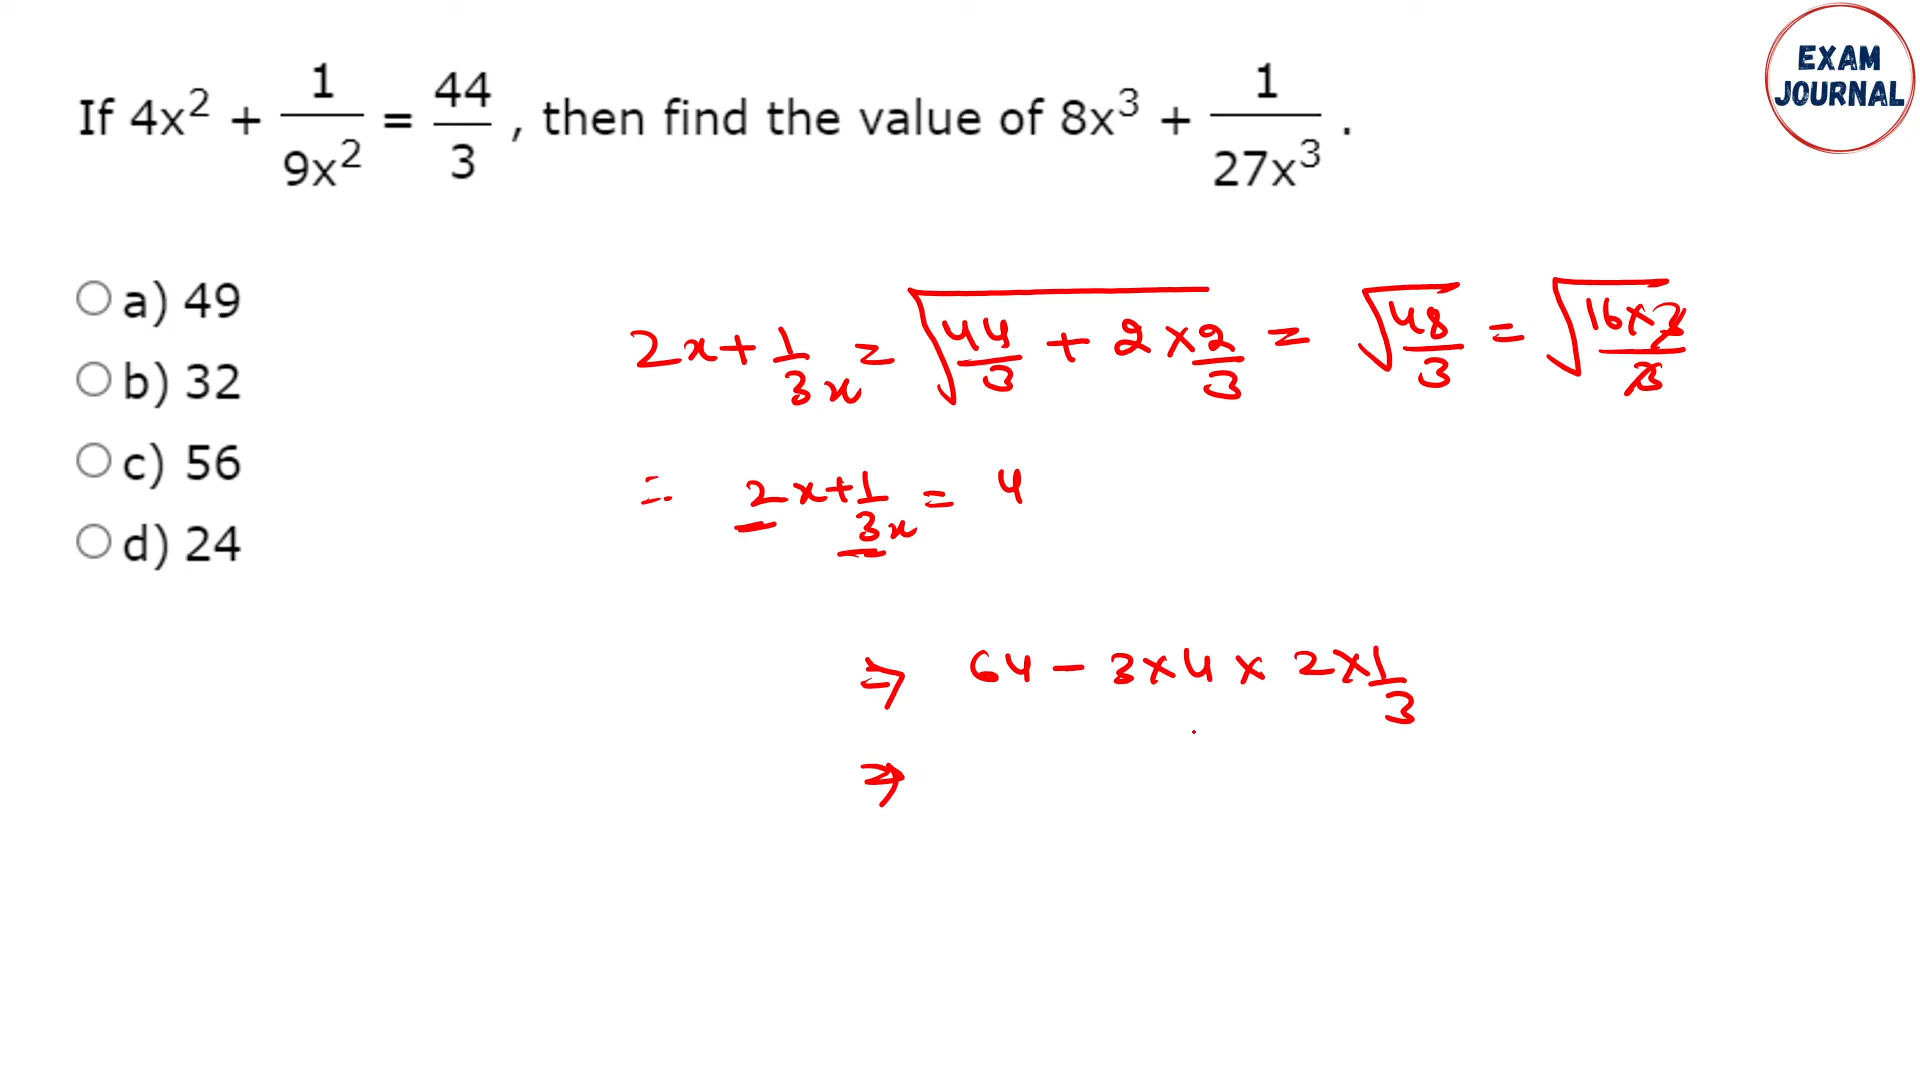 EXAM
JOURNAL
If 4x² + 1/9x² = 44/3 , then find the value of 8x³ + 1/27x³ .
a) 49
b) 32
c) 56
d) 24
2x + 1/3x = √(44/3 + 2 × 2/3) = √(48/3) = √(16×3/3)
∴ 2x + 1/3x = 4
⇒ 64 - 3×4 × 2×1/3
⇒